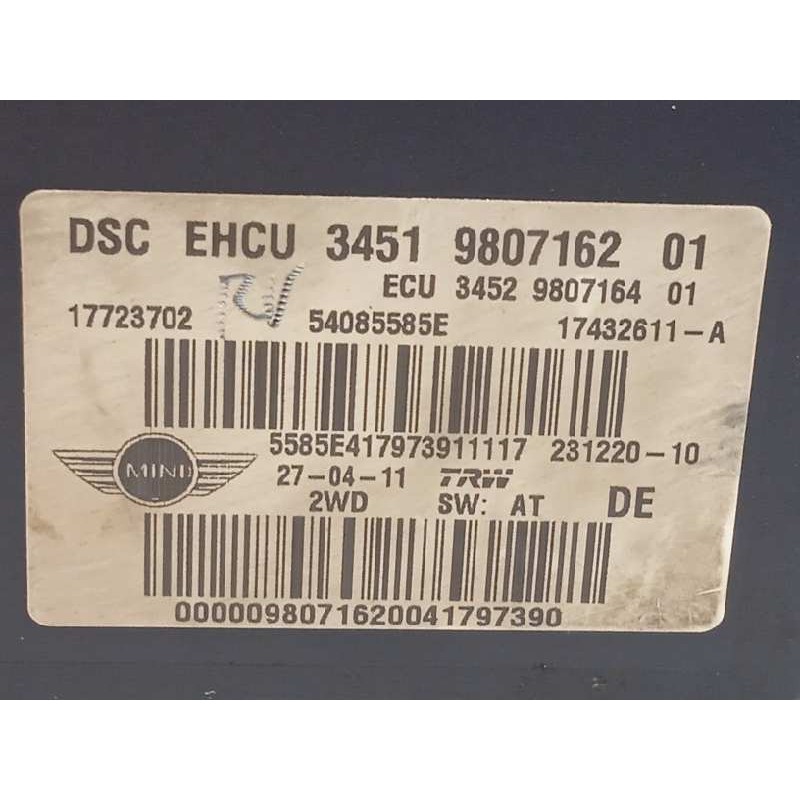 DSC EHCU 3451 9807162 01
ECU 3452 9807164 01
17723702 54085585E 17432611-A
5585E417973911117 231220-10
MINI 27-04-11 TRW
2WD SW: AT DE
0000098071620041797390